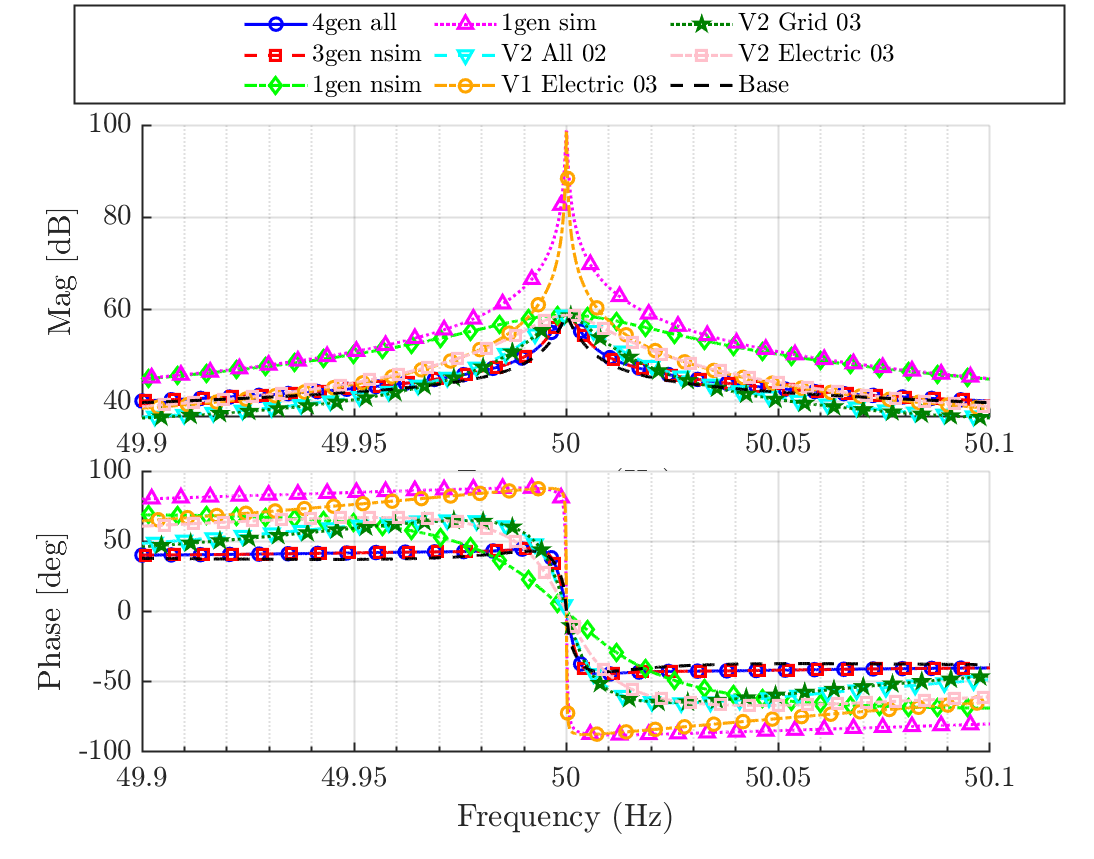 4gen all 1gen sim V2 Grid 03
3gen nsim V2 All 02 V2 Electric 03
1gen nsim V1 Electric 03 Base
100
80
60
40
Mag [dB]
49.9 49.95 50 50.05 50.1
100
50
0
-50
-100
Phase [deg]
49.9 49.95 50 50.05 50.1
Frequency (Hz)